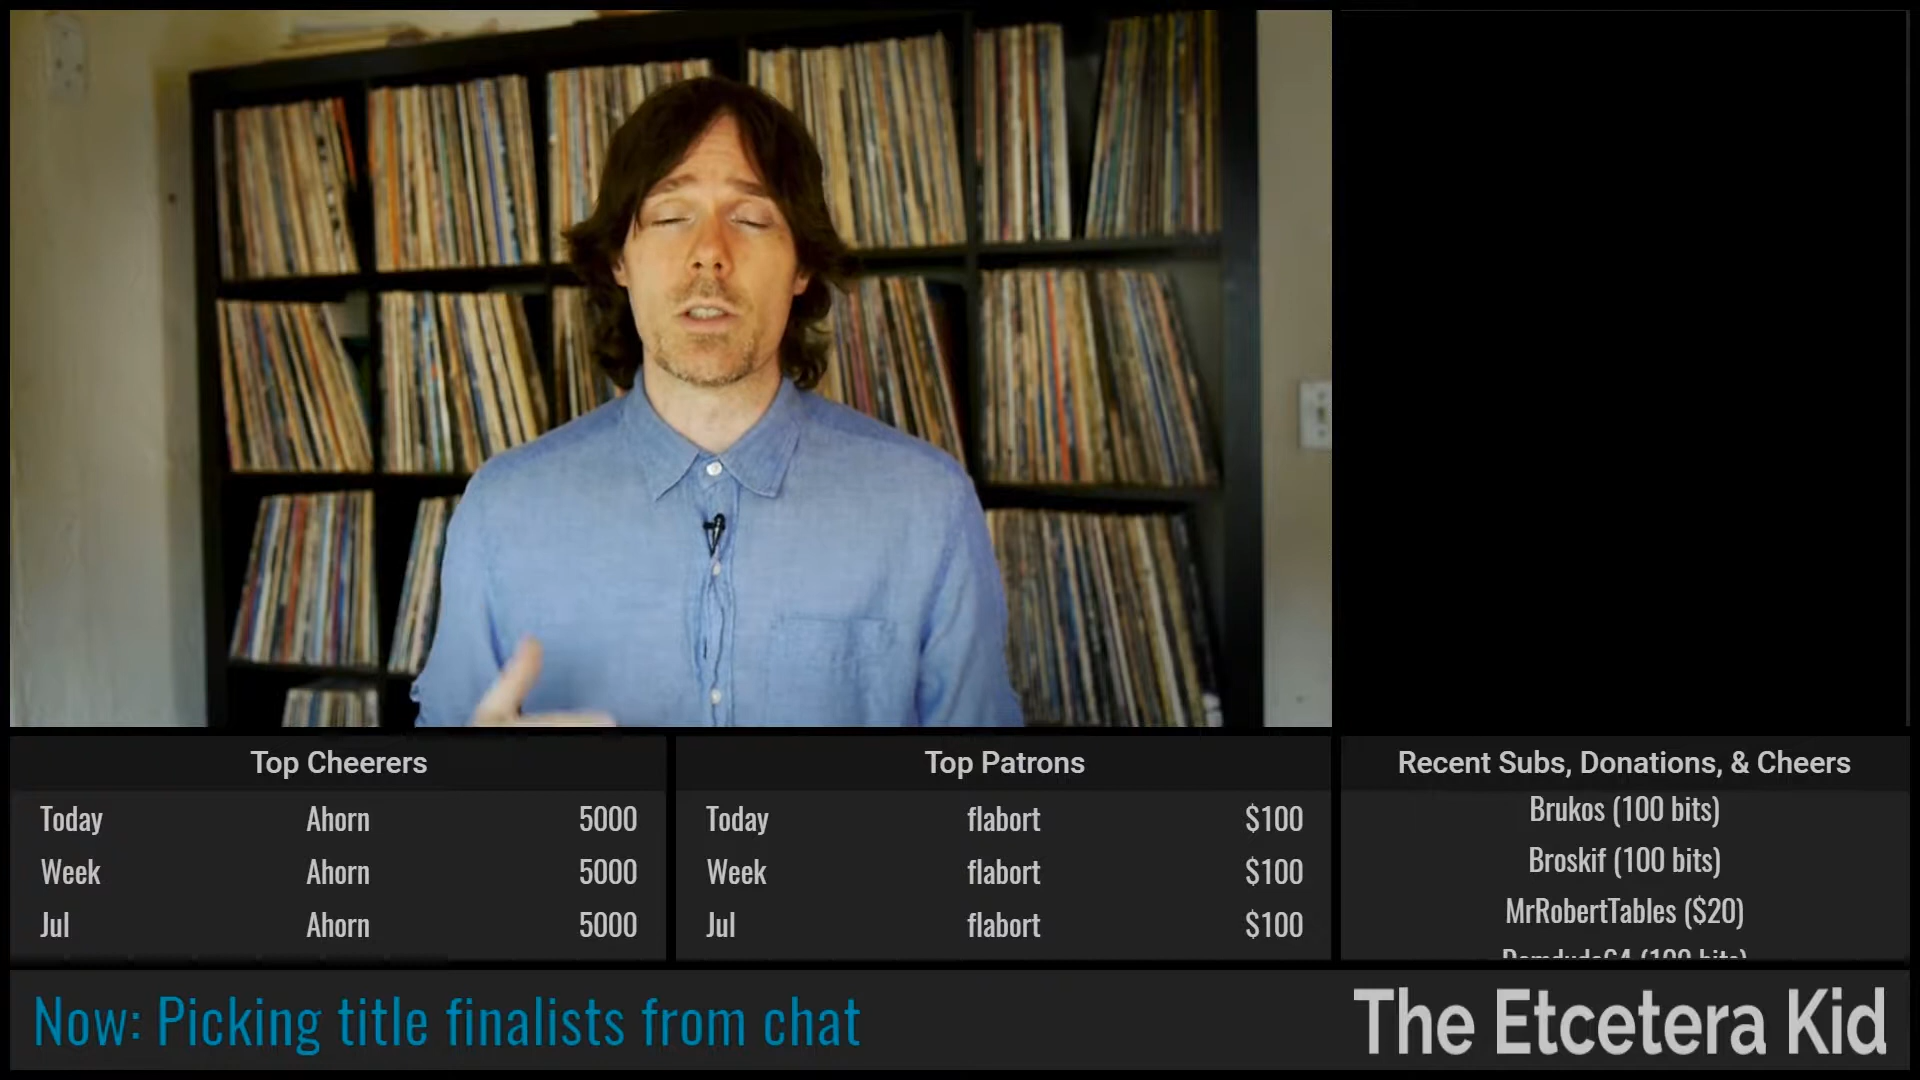 Top Cheerers
Today Ahorn 5000
Week Ahorn 5000
Jul Ahorn 5000
Top Patrons
Today flabort $100
Week flabort $100
Jul flabort $100
Recent Subs, Donations, & Cheers
Brukos (100 bits)
Broskif (100 bits)
MrRobertTables ($20)
Now: Picking title finalists from chat
The Etcetera Kid